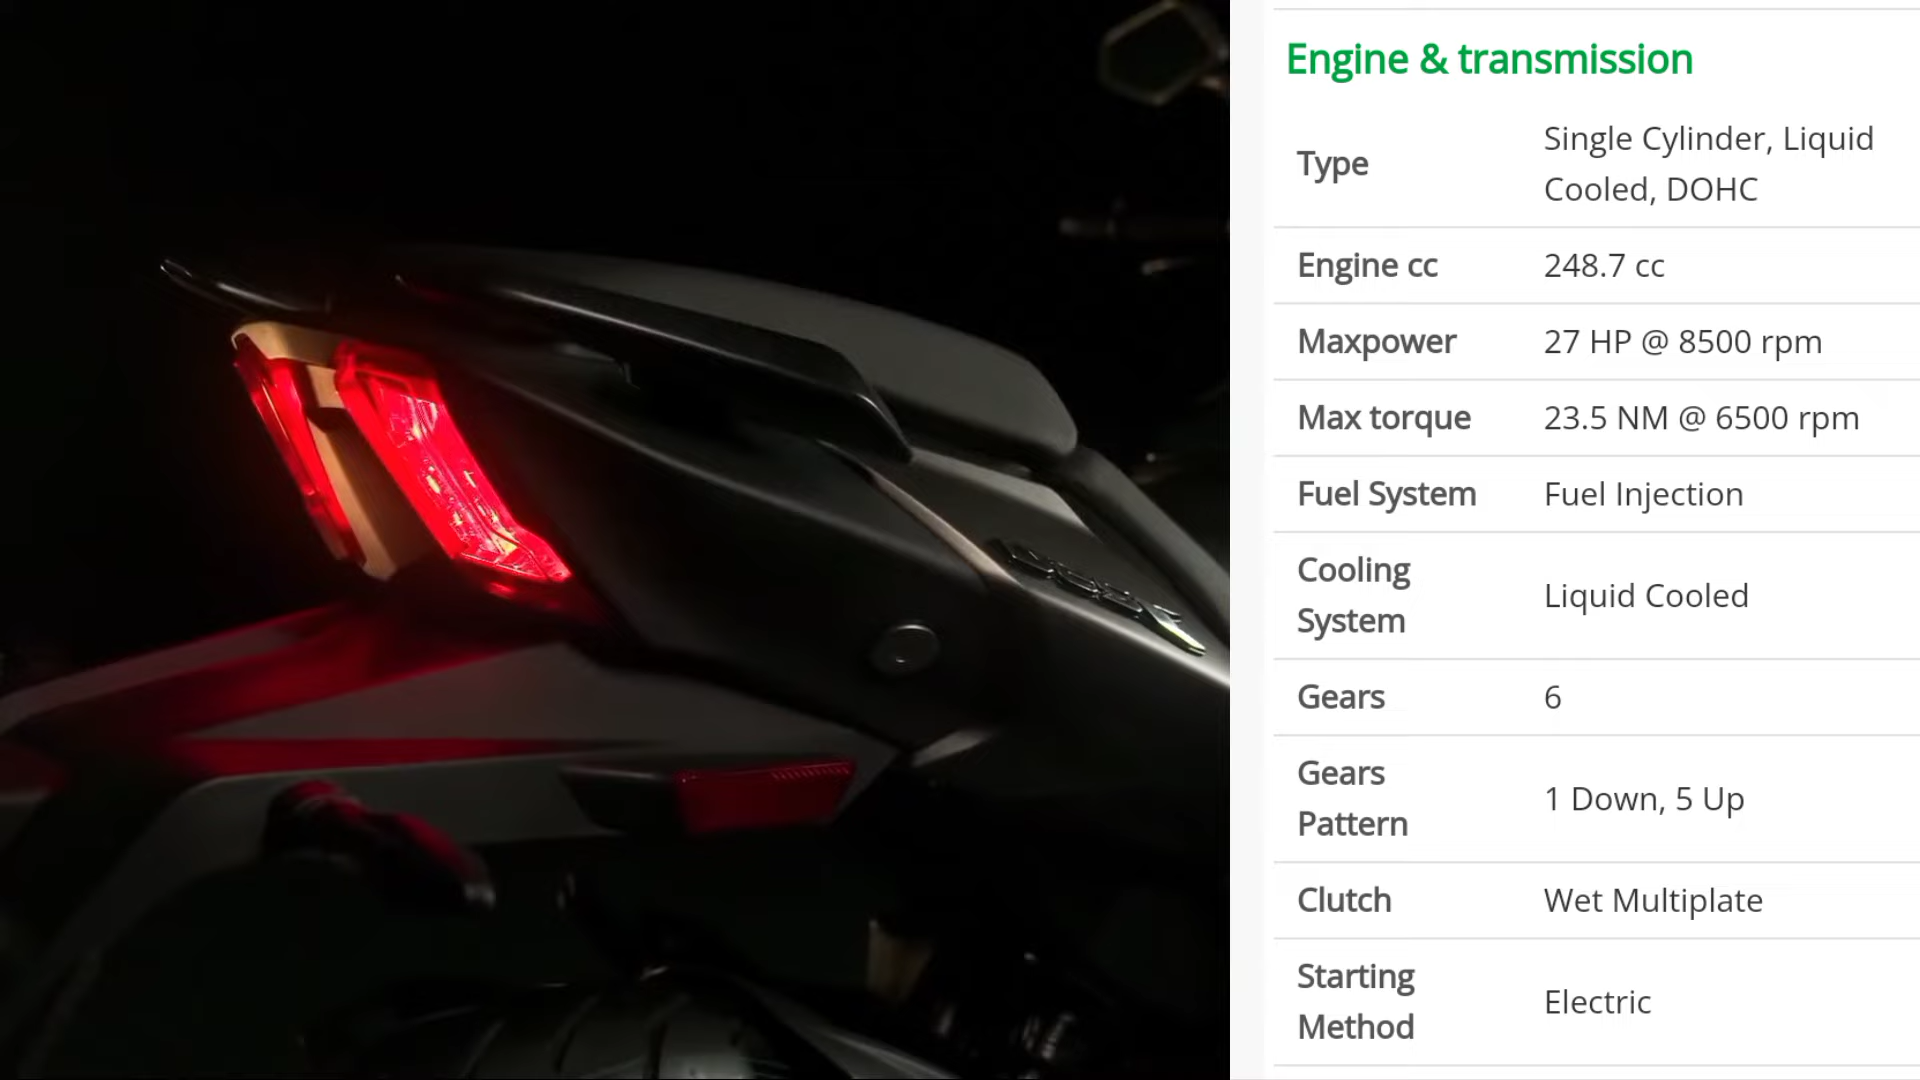 Engine & transmission
Type
Single Cylinder, Liquid
Cooled, DOHC
Engine cc
248.7 cc
Maxpower
27 HP @ 8500 rpm
Max torque
23.5 NM @ 6500 rpm
Fuel System
Fuel Injection
Cooling
System
Liquid Cooled
Gears
6
Gears
Pattern
1 Down, 5 Up
Clutch
Wet Multiplate
Starting
Method
Electric